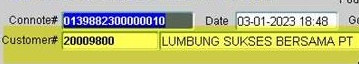 Connote# 0139882300000010 Date 03-01-2023 18:48
Customer# 20009800 LUMBUNG SUKSES BERSAMA PT